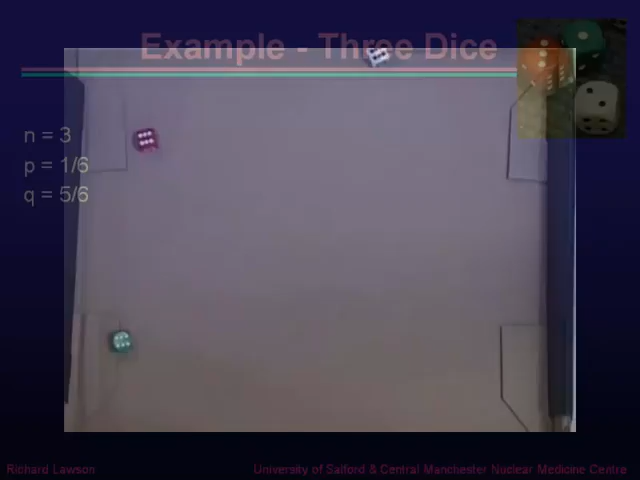 Example - Three Dice
n = 3
p = 1/6
q = 5/6
Richard Lawson
University of Salford & Central Manchester Nuclear Medicine Centre